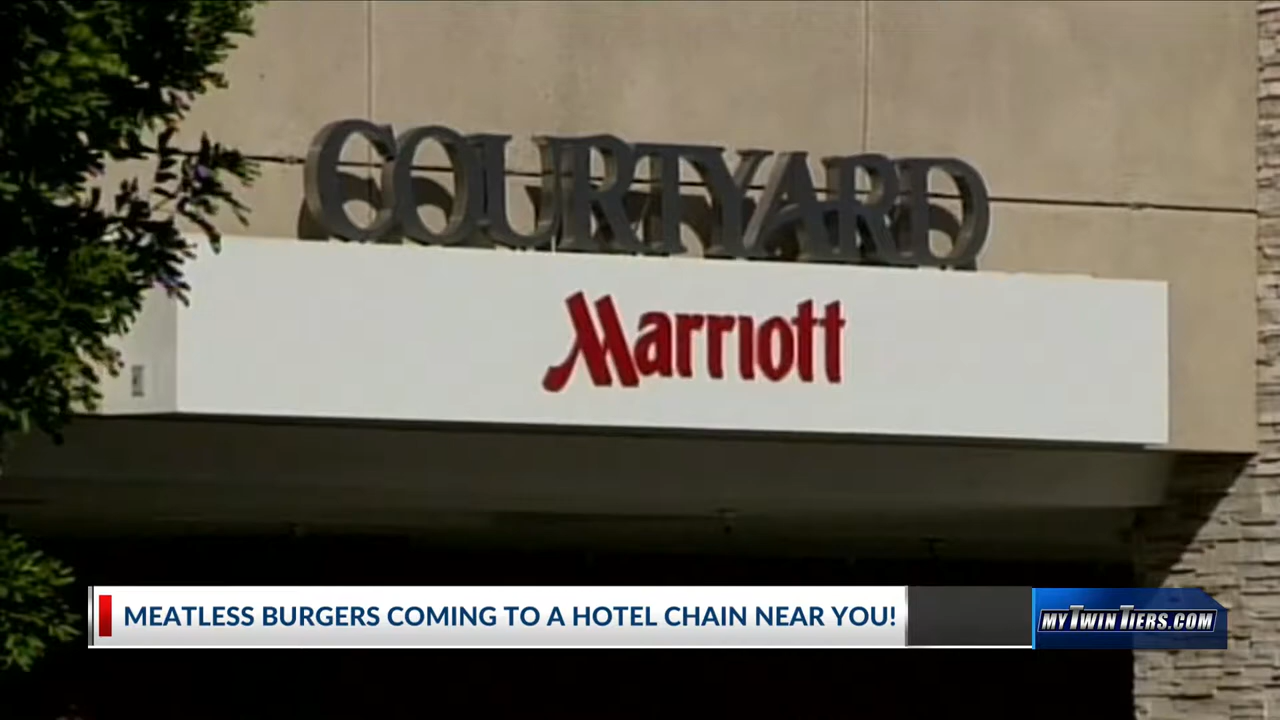 COURTYARD
Marriott
MEATLESS BURGERS COMING TO A HOTEL CHAIN NEAR YOU!
MYTWINTIERS.COM